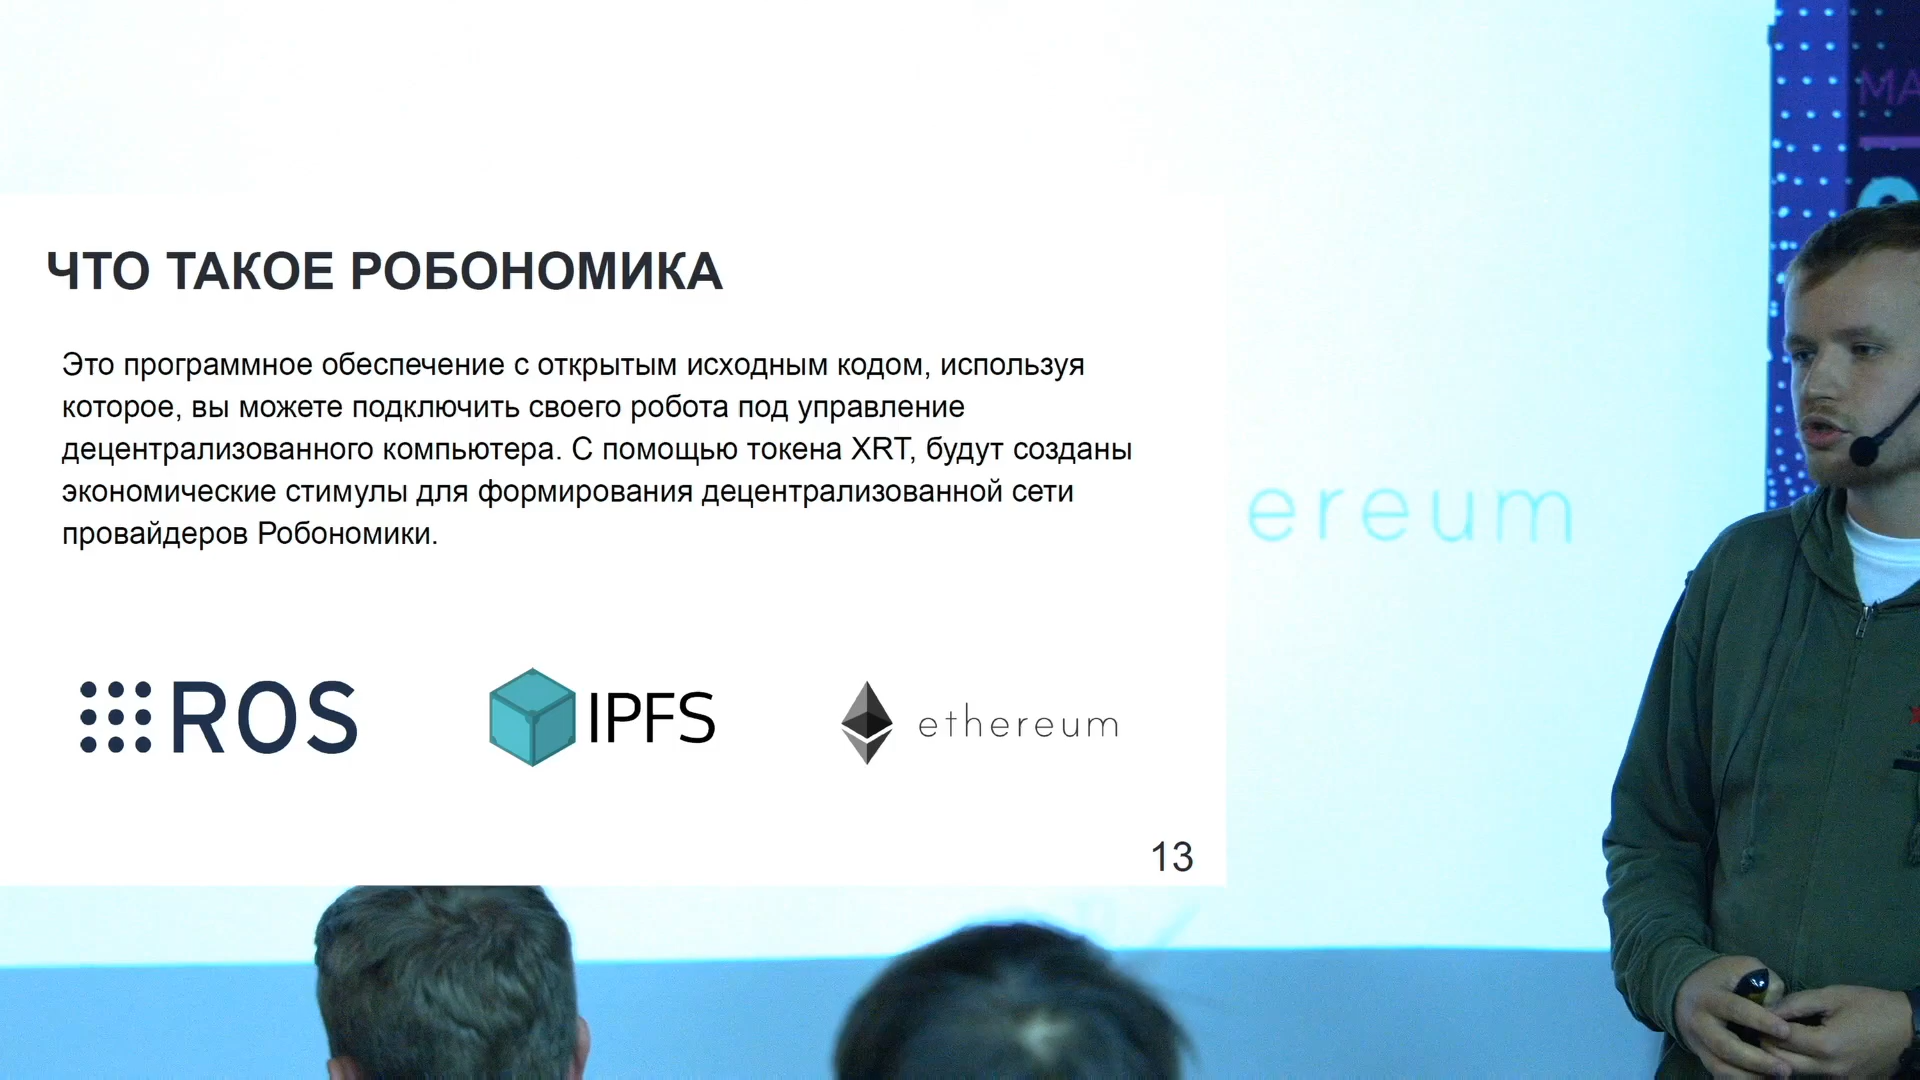 ЧТО ТАКОЕ РОБОНОМИКА
Это программное обеспечение с открытым исходным кодом, используя
которое, вы можете подключить своего робота под управление
децентрализованного компьютера. С помощью токена XRT, будут созданы
экономические стимулы для формирования децентрализованной сети
провайдеров Робономики.
ROS
IPFS
ethereum
13
ereum
MA